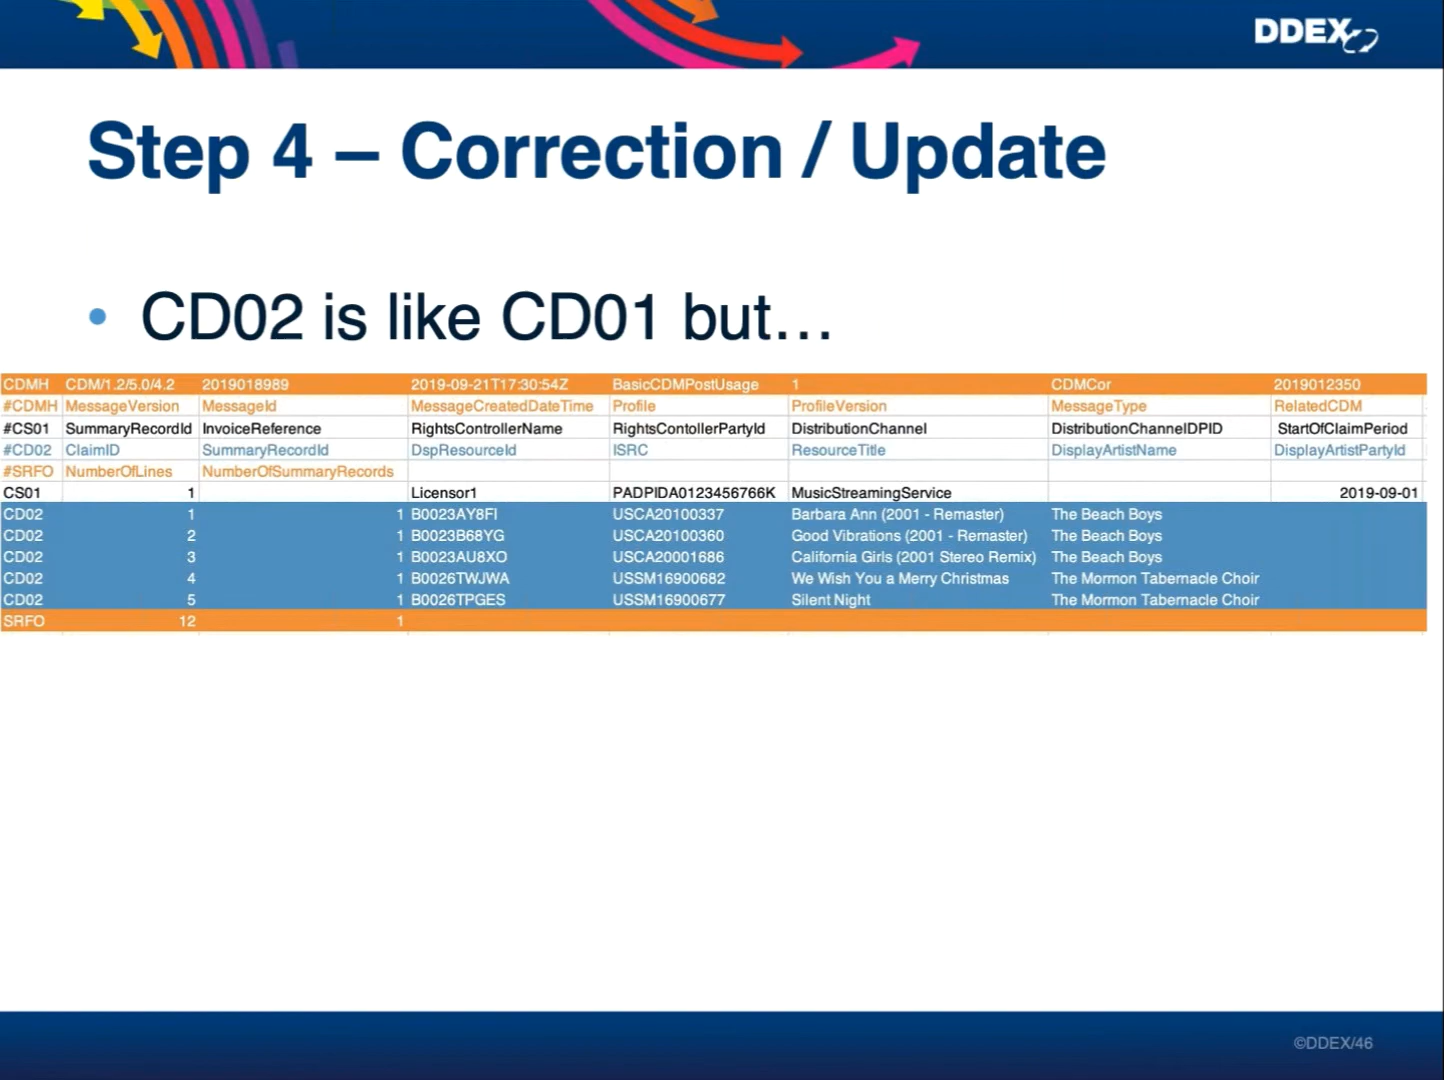 DDEX
Step 4 – Correction / Update
• CD02 is like CD01 but…
CDMH CDM/1.2/5.0/4.2 2019018989 2019-09-21T17:30:54Z BasicCDMPostUsage 1 CDMCor 2019012350
#CDMH MessageVersion MessageId MessageCreatedDateTime Profile ProfileVersion MessageType RelatedCDM
#CS01 SummaryRecordId InvoiceReference RightsControllerName RightsContollerPartyId DistributionChannel DistributionChannelDPID StartOfClaimPeriod
#CD02 ClaimID SummaryRecordId DspResourceId ISRC ResourceTitle DisplayArtistName DisplayArtistPartyId
#SRFO NumberOfLines NumberOfSummaryRecords
CS01 1 Licensor1 PADPIDA0123456766K MusicStreamingService 2019-09-01
CD02 1 1 B0023AY8FI USCA20100337 Barbara Ann (2001 - Remaster) The Beach Boys
CD02 2 1 B0023B68YG USCA20100360 Good Vibrations (2001 - Remaster) The Beach Boys
CD02 3 1 B0023AU8XO USCA20001686 California Girls (2001 Stereo Remix) The Beach Boys
CD02 4 1 B0026TWJWA USSM16900682 We Wish You a Merry Christmas The Mormon Tabernacle Choir
CD02 5 1 B0026TPGES USSM16900677 Silent Night The Mormon Tabernacle Choir
SRFO 12 1
©DDEX/46